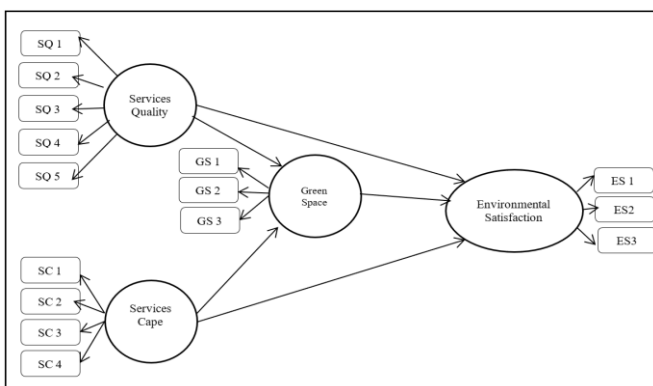 SQ 1
SQ 2
SQ 3
SQ 4
SQ 5
Services
Quality
GS 1
GS 2
GS 3
Green
Space
Environmental
Satisfaction
ES 1
ES2
ES3
SC 1
SC 2
SC 3
SC 4
Services
Cape